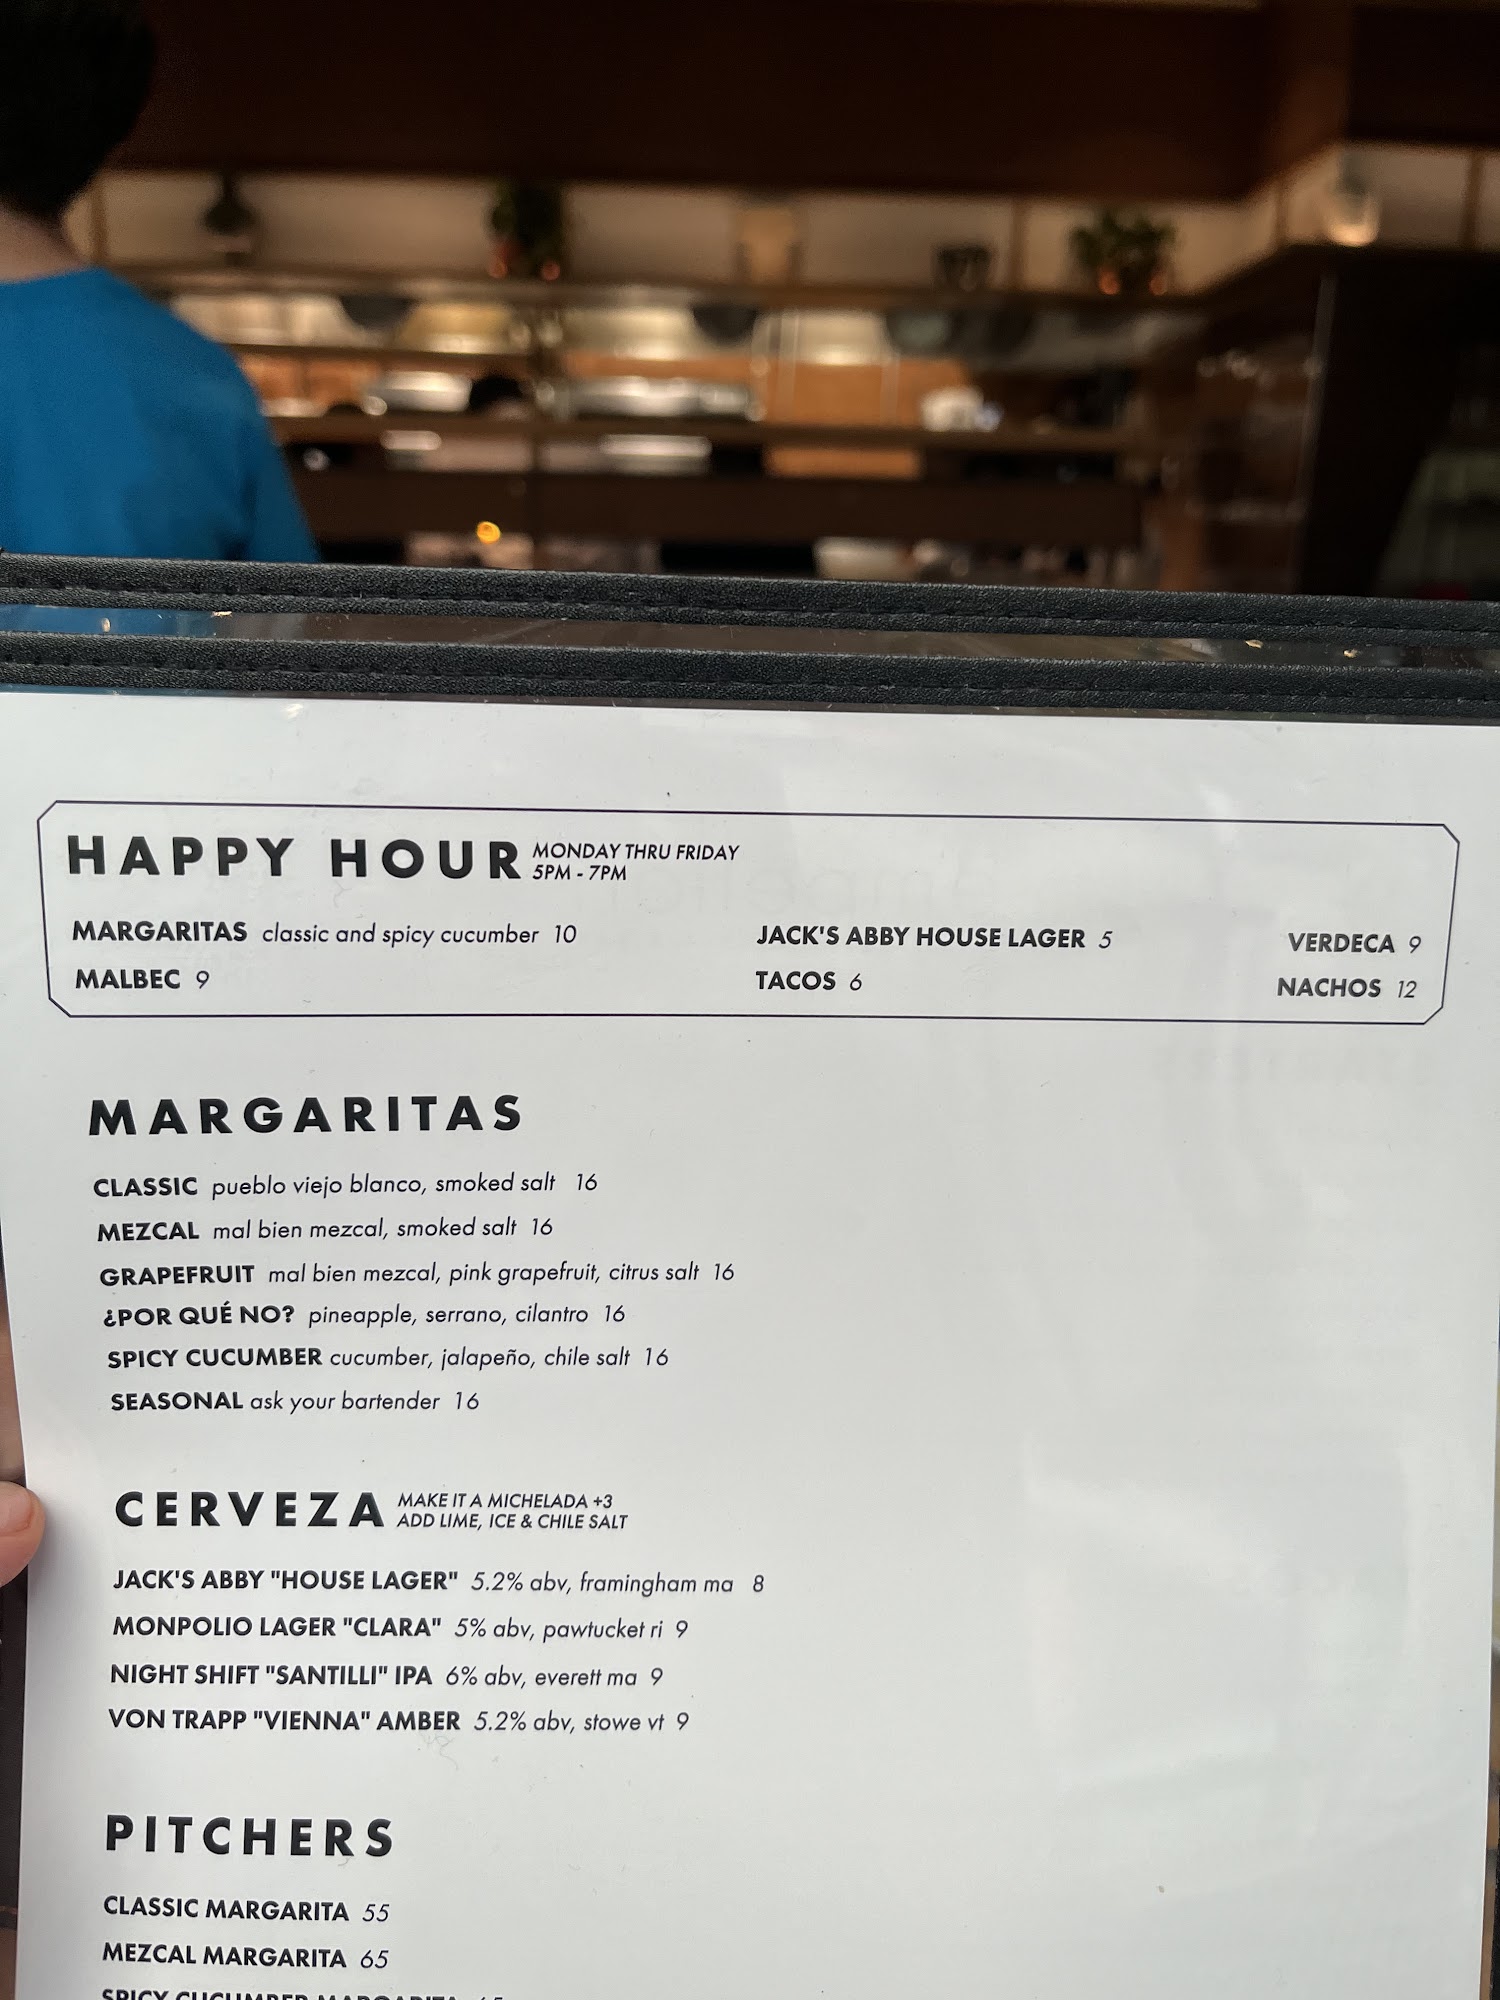 HAPPY HOUR MONDAY THRU FRIDAY
5PM - 7PM
MARGARITAS classic and spicy cucumber 10
JACK'S ABBY HOUSE LAGER 5
VERDECA 9
MALBEC 9
TACOS 6
NACHOS 12
MARGARITAS
CLASSIC pueblo viejo blanco, smoked salt 16
MEZCAL mal bien mezcal, smoked salt 16
GRAPEFRUIT mal bien mezcal, pink grapefruit, citrus salt 16
¿POR QUÉ NO? pineapple, serrano, cilantro 16
SPICY CUCUMBER cucumber, jalapeño, chile salt 16
SEASONAL ask your bartender 16
CERVEZA MAKE IT A MICHELADA +3
ADD LIME, ICE & CHILE SALT
JACK'S ABBY "HOUSE LAGER" 5.2% abv, framingham ma 8
MONPOLIO LAGER "CLARA" 5% abv, pawtucket ri 9
NIGHT SHIFT "SANTILLI" IPA 6% abv, everett ma 9
VON TRAPP "VIENNA" AMBER 5.2% abv, stowe vt 9
PITCHERS
CLASSIC MARGARITA 55
MEZCAL MARGARITA 65
SPICY CUCUMBER MARGARITA